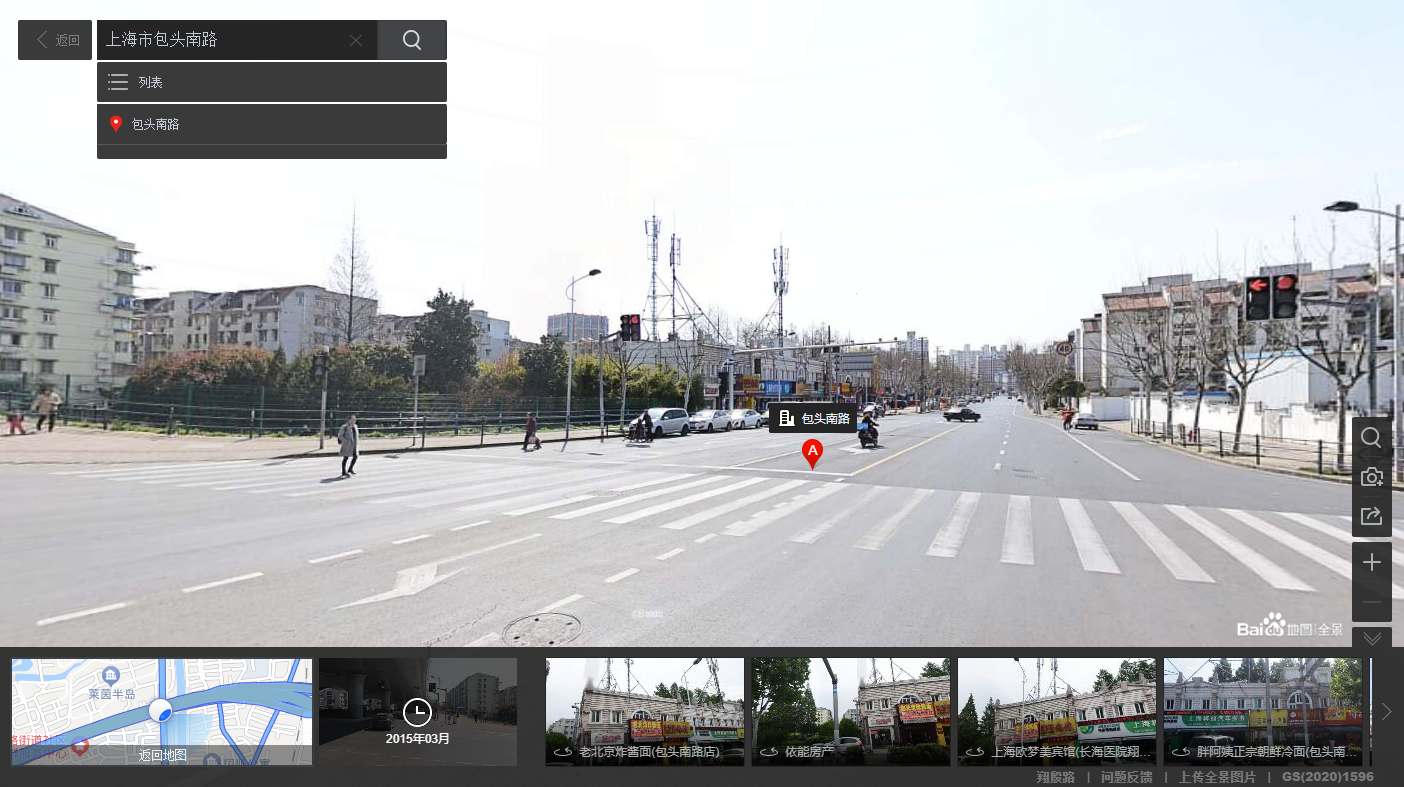 返回
上海市包头南路
列表
包头南路
包头南路
A
Bai 地图 全景
莱茵半岛
返回地图
2015年03月
老北京炸酱面(包头南路店)
依能房产
上海欧梦美宾馆(长海医院翔...
胖阿姨正宗朝鲜冷面(包头南...
翔殷路 | 问题反馈 | 上传全景图片 | GS(2020)1596